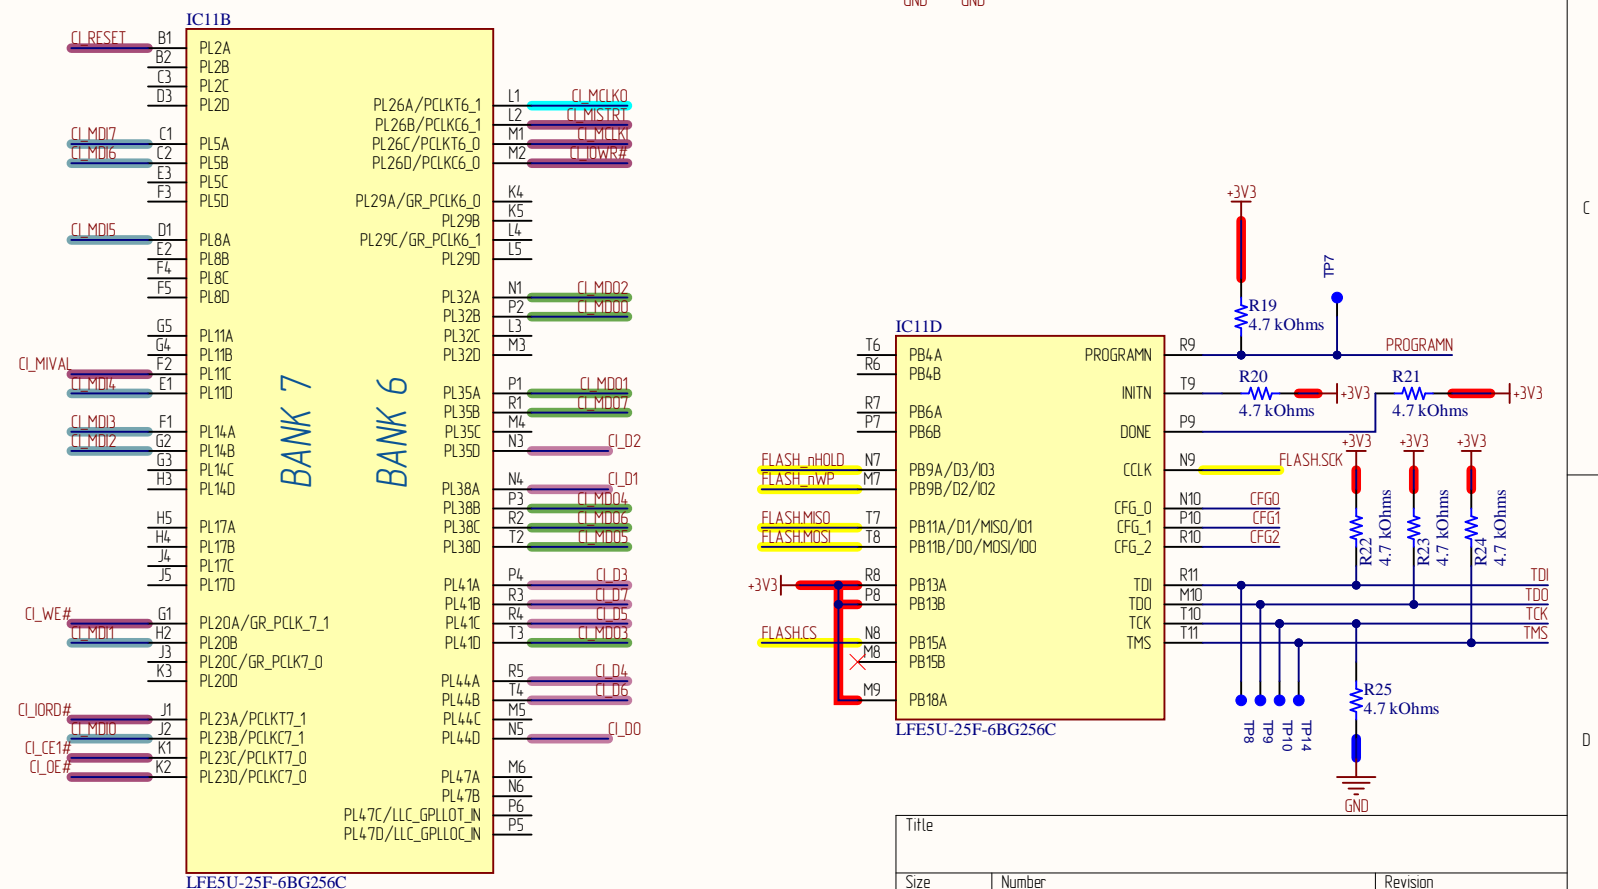 GND GND
IC11B
CI_RESET B1 PL2A
B2 PL2B
C3 PL2C
D3 PL2D
CI_MDI7 C1 PL5A
CI_MDI6 C2 PL5B
E3 PL5C
F3 PL5D
CI_MDI5 D1 PL8A
E2 PL8B
F4 PL8C
F5 PL8D
G5 PL11A
G4 PL11B
CI_MIVAL F2 PL11C
CI_MDI4 E1 PL11D
CI_MDI3 F1 PL14A
CI_MDI2 G2 PL14B
G3 PL14C
H3 PL14D
H5 PL17A
H4 PL17B
J4 PL17C
J5 PL17D
CI_WE# G1 PL20A/GR_PCLK_7_1
CI_MDI1 H2 PL20B
J3 PL20C/GR_PCLK7_0
K3 PL20D
CI_IORD# J1 PL23A/PCLKT7_1
CI_MDI0 J2 PL23B/PCLKC7_1
CI_CE1# K1 PL23C/PCLKT7_0
CI_OE# K2 PL23D/PCLKC7_0
BANK 7
BANK 6
PL26A/PCLKT6_1 L1 CI_MCLKO
PL26B/PCLKC6_1 L2 CI_MISTRT
PL26C/PCLKT6_0 M1 CI_MCLKI
PL26D/PCLKC6_0 M2 CI_IOWR#
PL29A/GR_PCLK6_0 K4
PL29B K5
PL29C/GR_PCLK6_1 L4
PL29D L5
PL32A N1 CI_MDO2
PL32B P2 CI_MDO0
PL32C L3
PL32D M3
PL35A P1 CI_MDO1
PL35B R1 CI_MDO7
PL35C M4
PL35D N3 CI_D2
PL38A N4 CI_D1
PL38B P3 CI_MDO4
PL38C R2 CI_MDO6
PL38D T2 CI_MDO5
PL41A P4 CI_D3
PL41B R3 CI_D7
PL41C R4 CI_D5
PL41D T3 CI_MDO3
PL44A R5 CI_D4
PL44B T4 CI_D6
PL44C M5
PL44D N5 CI_D0
PL47A M6
PL47B N6
PL47C/LLC_GPLL0T_IN P6
PL47D/LLC_GPLL0C_IN P5
LFE5U-25F-6BG256C
IC11D
T6 PB4A
R6 PB4B
R7 PB6A
P7 PB6B
FLASH_nHOLD N7 PB9A/D3/IO3
FLASH_nWP M7 PB9B/D2/IO2
FLASH.MISO T7 PB11A/D1/MISO/IO1
FLASH.MOSI T8 PB11B/D0/MOSI/IO0
+3V3 R8 PB13A
P8 PB13B
FLASH.CS N8 PB15A
M8 PB15B
M9 PB18A
PROGRAMN R9 PROGRAMN
INITN T9
DONE P9
CCLK N9 FLASH.SCK
CFG_0 N10 CFG0
CFG_1 P10 CFG1
CFG_2 R10 CFG2
TDI R11 TDI
TDO M10 TDO
TCK T10 TCK
TMS T11 TMS
LFE5U-25F-6BG256C
+3V3
R19
4.7 kOhms
TP7
R20
4.7 kOhms
+3V3
R21
4.7 kOhms
+3V3
+3V3 +3V3 +3V3
R22
4.7 kOhms
R23
4.7 kOhms
R24
4.7 kOhms
TP8
TP9
TP10
TP14
R25
4.7 kOhms
GND
C
D
Title
Size Number Revision